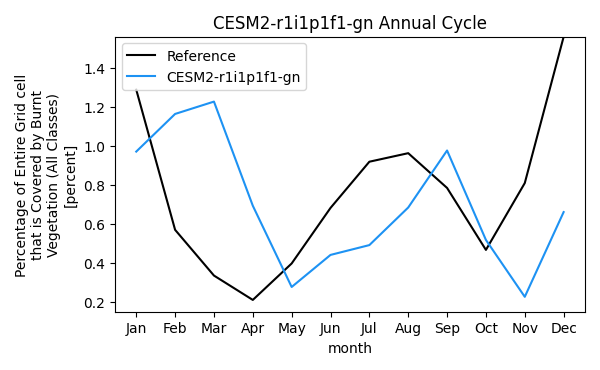 CESM2-r1i1p1f1-gn Annual Cycle
Reference
CESM2-r1i1p1f1-gn
Percentage of Entire Grid cell
that is Covered by Burnt
Vegetation (All Classes)
[percent]
1.4
1.2
1.0
0.8
0.6
0.4
0.2
Jan Feb Mar Apr May Jun Jul Aug Sep Oct Nov Dec
month